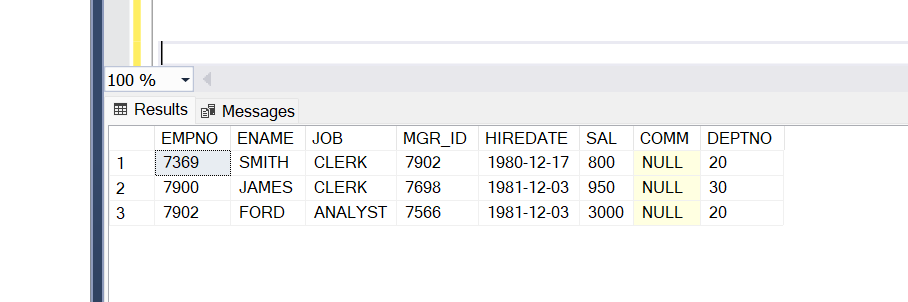 100 %
Results Messages
EMPNO ENAME JOB MGR_ID HIREDATE SAL COMM DEPTNO
1 7369 SMITH CLERK 7902 1980-12-17 800 NULL 20
2 7900 JAMES CLERK 7698 1981-12-03 950 NULL 30
3 7902 FORD ANALYST 7566 1981-12-03 3000 NULL 20